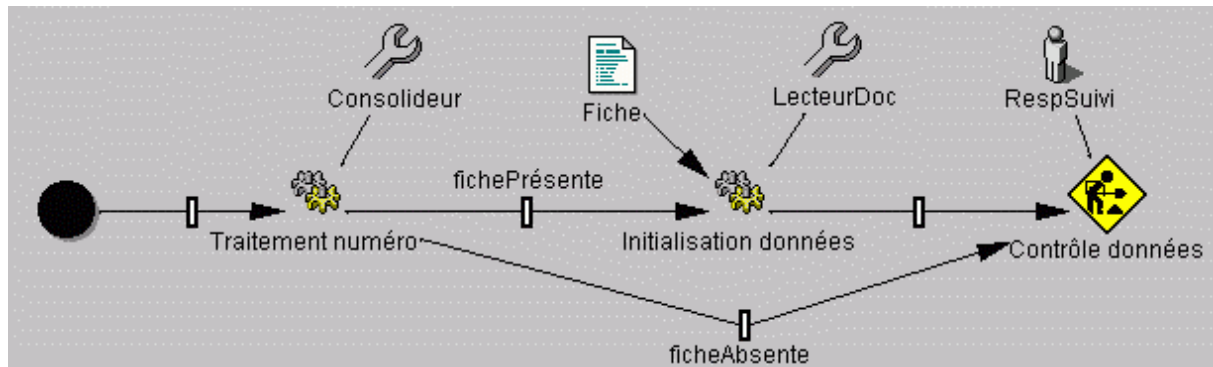 Consolideur
Fiche
LecteurDoc
RespSuivi
fichePrésente
Traitement numéro
Initialisation données
Contrôle données
ficheAbsente